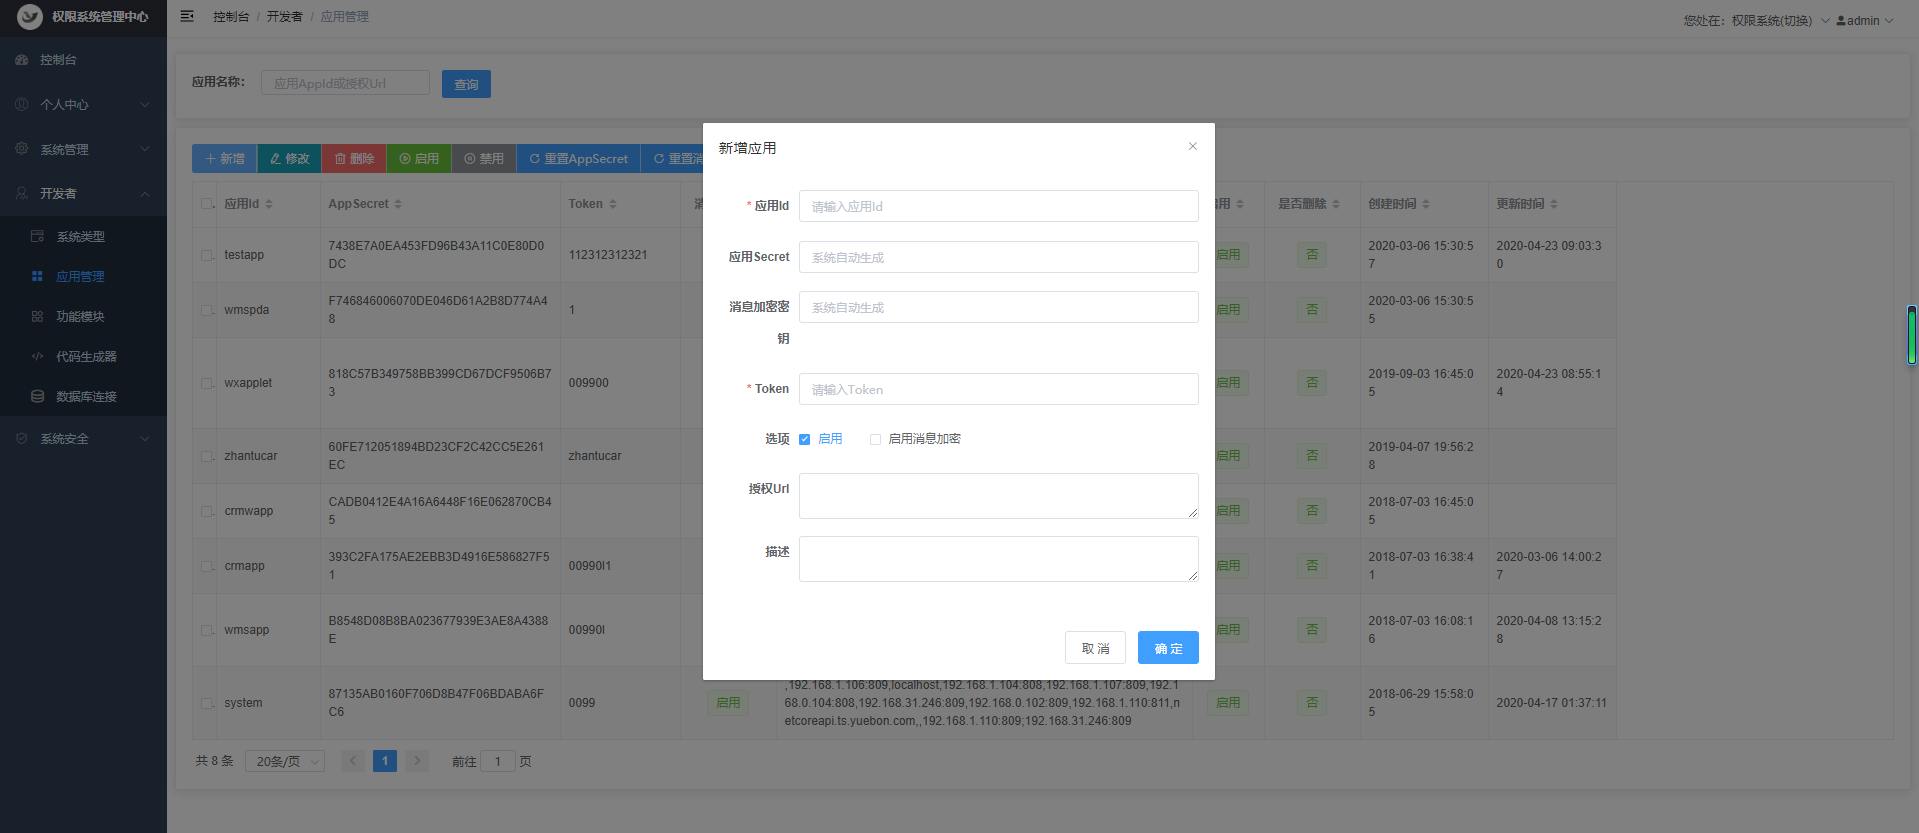 权限系统管理中心
控制台 / 开发者 / 应用管理
您处在：权限系统(切换) admin
控制台
个人中心
系统管理
开发者
系统类型
应用管理
功能模块
代码生成器
数据库连接
系统安全
应用名称：
应用AppId或授权Url
查询
新增 修改 删除 启用 禁用 重置AppSecret 重置消
应用Id AppSecret Token 是否删除 创建时间 更新时间
testapp 7438E7A0EA453FD96B43A11C0E80D0DC 112312312321 启用 否 2020-03-06 15:30:57 2020-04-23 09:03:30
wmspda F746846006070DE046D61A2B8D774A48 1 启用 否 2020-03-06 15:30:55
wxapplet 818C57B349758BB399CD67DCF9506B73 009900 启用 否 2019-09-03 16:45:05 2020-04-23 08:55:14
zhantucar 60FE712051894BD23CF2C42CC5E261EC zhantucar 启用 否 2019-04-07 19:56:28
crmwapp CADB0412E4A16A6448F16E062870CB45 启用 否 2018-07-03 16:45:05
crmapp 393C2FA175AE2EBB3D4916E586827F51 00990l1 启用 否 2018-07-03 16:38:41 2020-03-06 14:00:27
wmsapp B8548D08B8BA023677939E3AE8A4388E 00990l 启用 否 2018-07-03 16:08:16 2020-04-08 13:15:28
system 87135AB0160F706D8B47F06BDABA6FC6 0099 启用 ,192.168.1.106:809,localhost,192.168.1.104:808,192.168.1.107:809,192.168.0.104:808,192.168.31.246:809,192.168.0.102:809,192.168.1.110:811,netcoreapi.ts.yuebon.com,,192.168.1.110:809;192.168.31.246:809 启用 否 2018-06-29 15:58:05 2020-04-17 01:37:11
共 8 条 20条/页 1 前往 1 页
新增应用
* 应用Id 请输入应用Id
应用Secret 系统自动生成
消息加密密钥 系统自动生成
* Token 请输入Token
选项 启用 启用消息加密
授权Url
描述
取 消 确 定